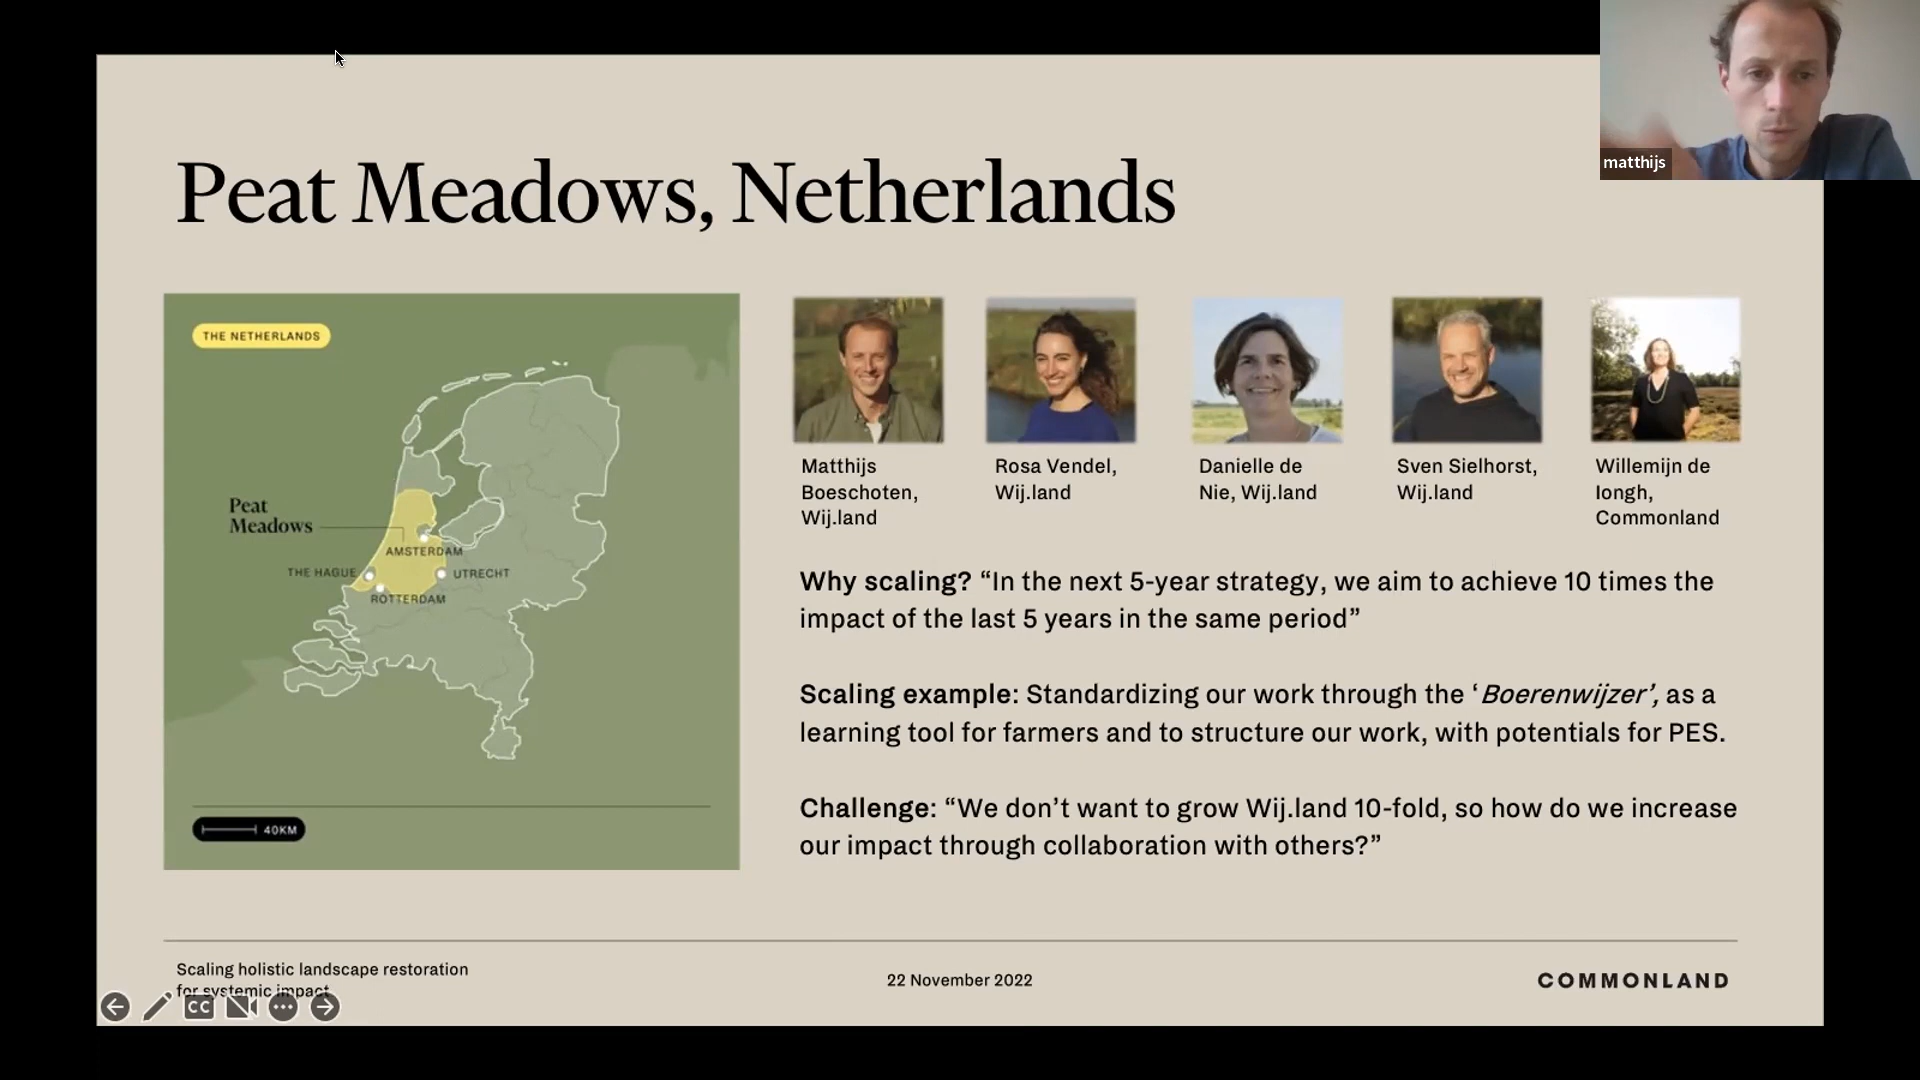 matthijs
Peat Meadows, Netherlands
THE NETHERLANDS
Peat
Meadows
AMSTERDAM
THE HAGUE
UTRECHT
ROTTERDAM
40KM
Matthijs
Boeschoten,
Wij.land
Rosa Vendel,
Wij.land
Danielle de
Nie, Wij.land
Sven Sielhorst,
Wij.land
Willemijn de
Iongh,
Commonland
Why scaling? “In the next 5-year strategy, we aim to achieve 10 times the
impact of the last 5 years in the same period”
Scaling example: Standardizing our work through the ‘Boerenwijzer’, as a
learning tool for farmers and to structure our work, with potentials for PES.
Challenge: “We don’t want to grow Wij.land 10-fold, so how do we increase
our impact through collaboration with others?”
Scaling holistic landscape restoration
for systemic impact
22 November 2022
COMMONLAND
CC